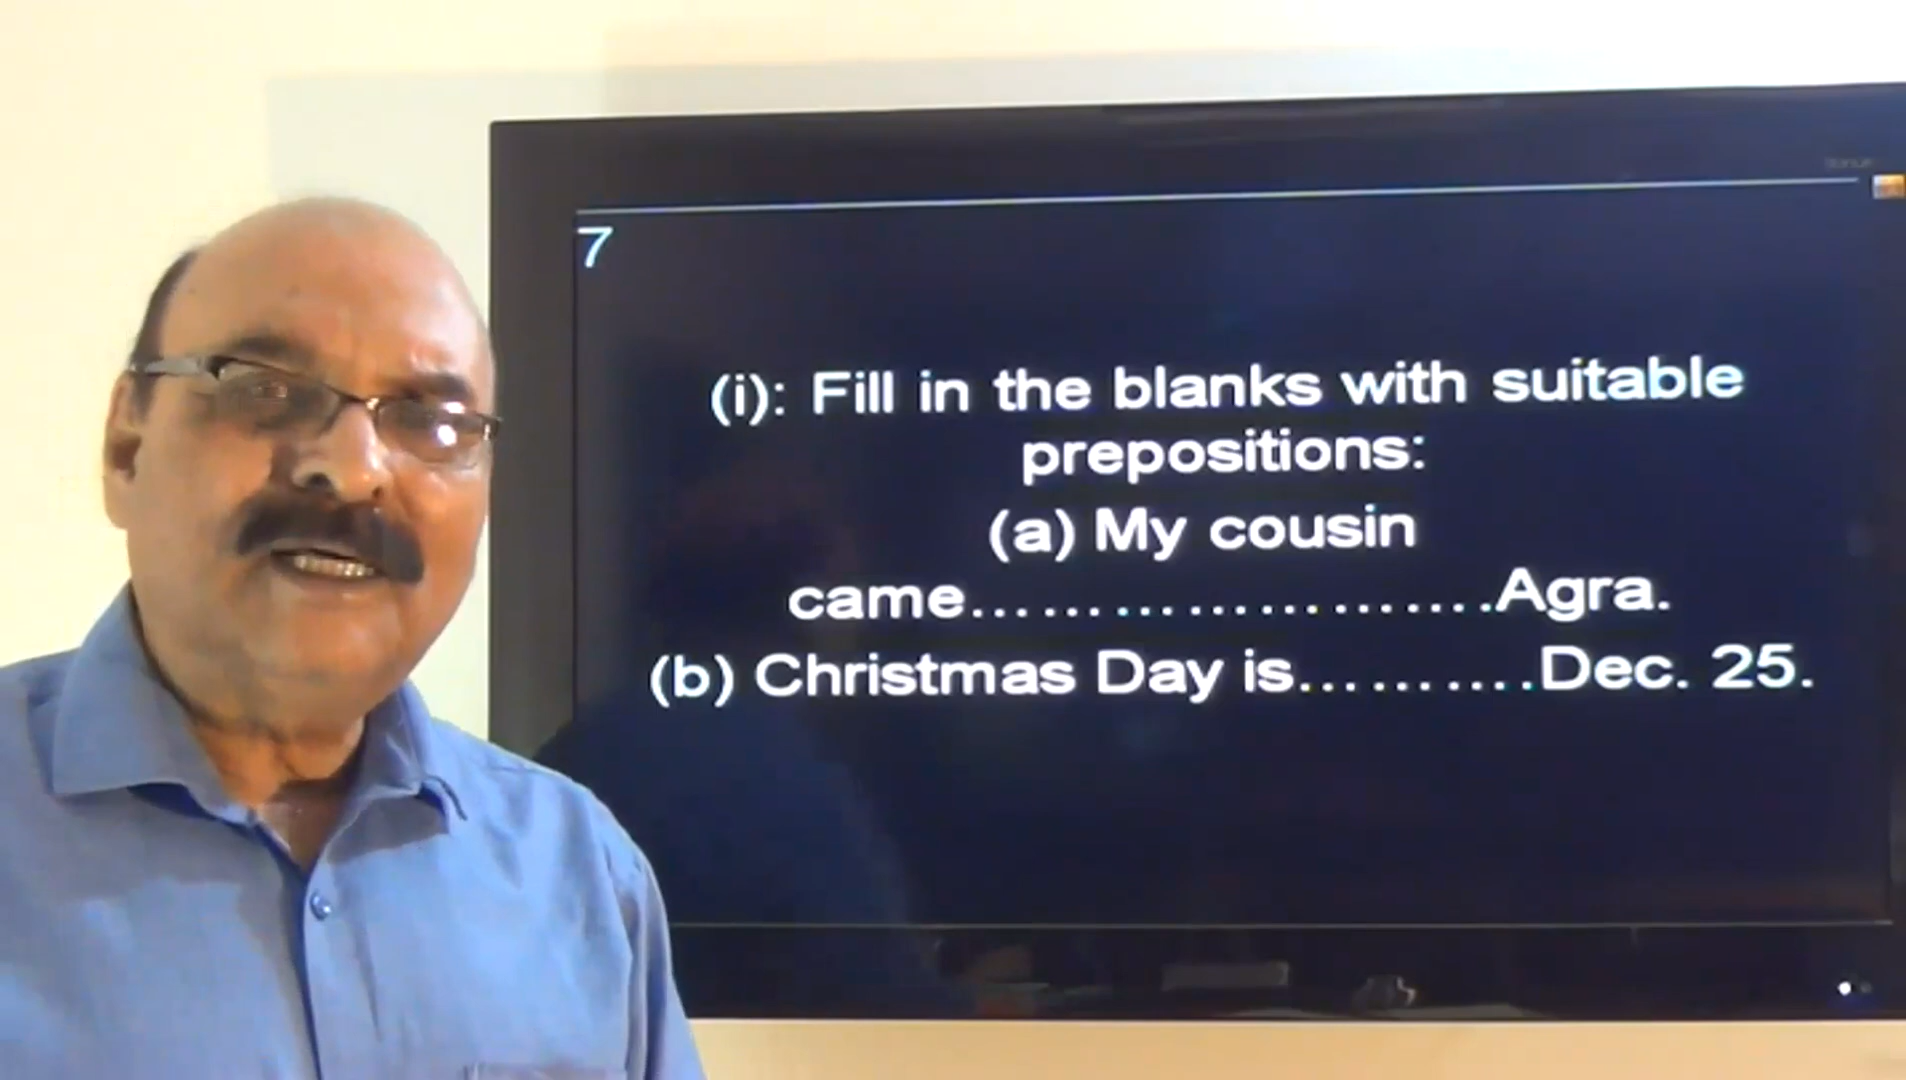 7
(i): Fill in the blanks with suitable
prepositions:
(a) My cousin
came........................Agra.
(b) Christmas Day is..........Dec. 25.